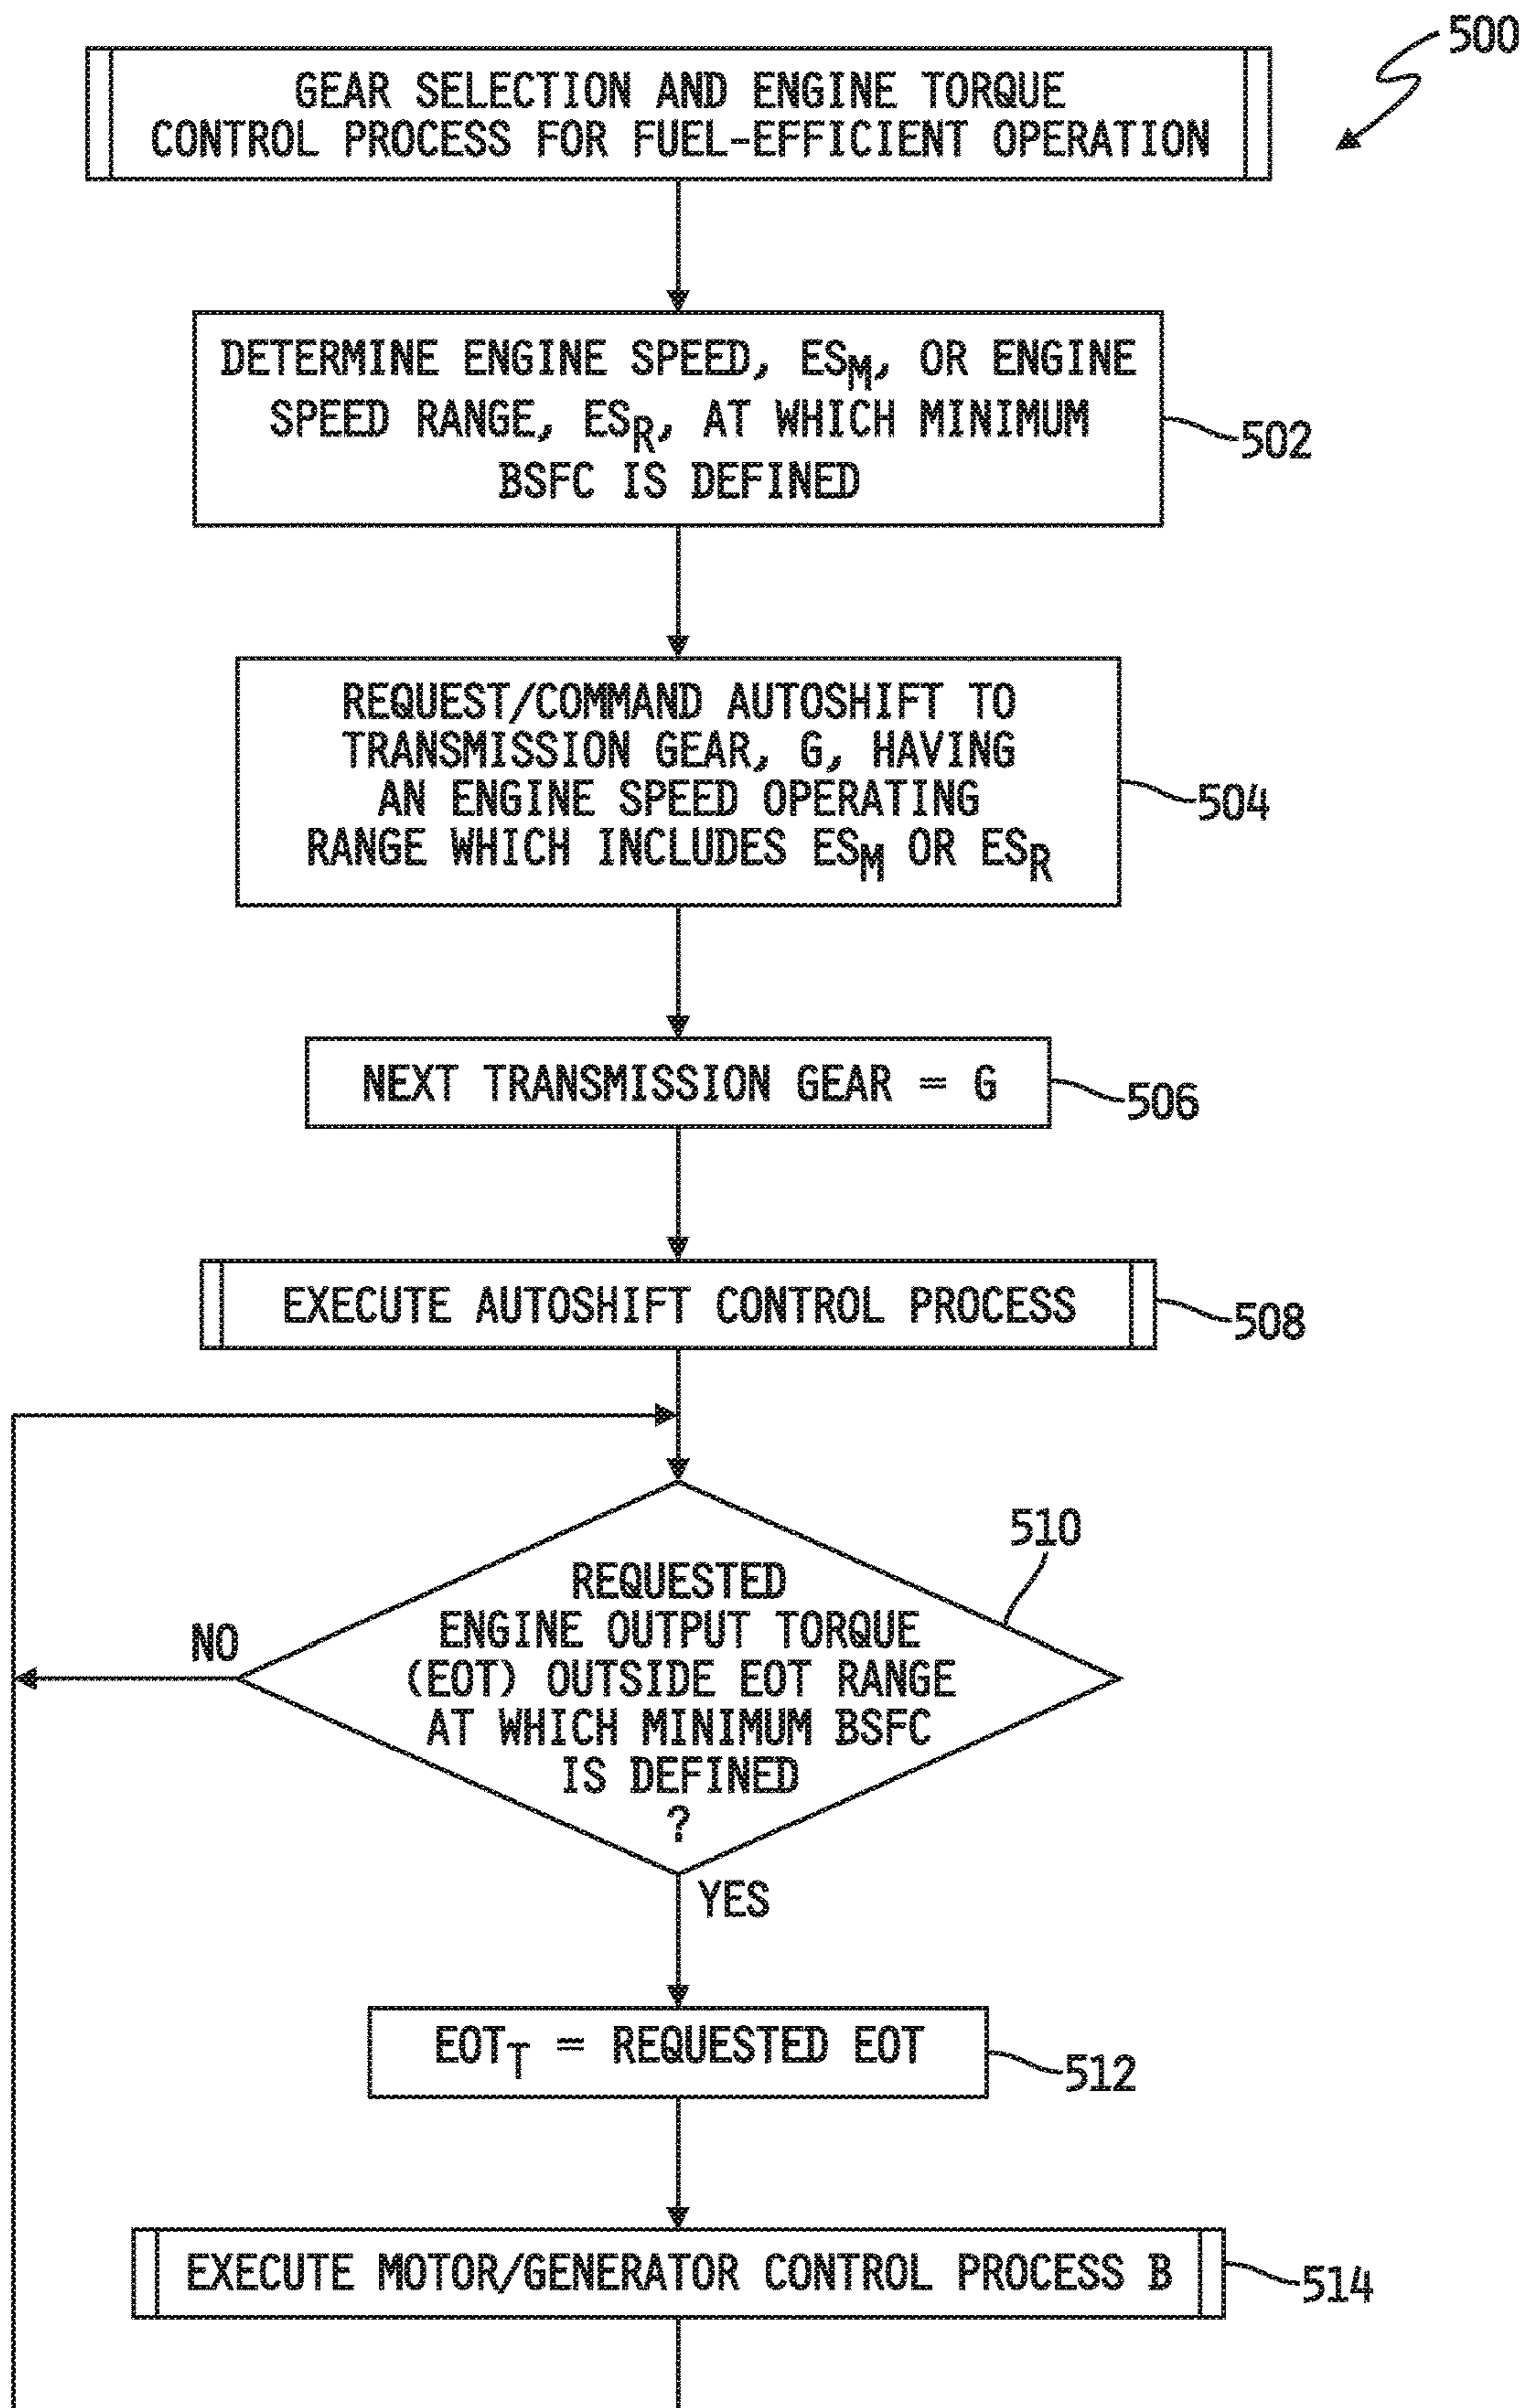 500
GEAR SELECTION AND ENGINE TORQUE
CONTROL PROCESS FOR FUEL-EFFICIENT OPERATION
DETERMINE ENGINE SPEED, ESM, OR ENGINE
SPEED RANGE, ESR, AT WHICH MINIMUM
BSFC IS DEFINED
502
REQUEST/COMMAND AUTOSHIFT TO
TRANSMISSION GEAR, G, HAVING
AN ENGINE SPEED OPERATING
RANGE WHICH INCLUDES ESM OR ESR
504
NEXT TRANSMISSION GEAR = G
506
EXECUTE AUTOSHIFT CONTROL PROCESS
508
510
REQUESTED
ENGINE OUTPUT TORQUE
(EOT) OUTSIDE EOT RANGE
AT WHICH MINIMUM BSFC
IS DEFINED
?
NO
YES
EOTT = REQUESTED EOT
512
EXECUTE MOTOR/GENERATOR CONTROL PROCESS B
514